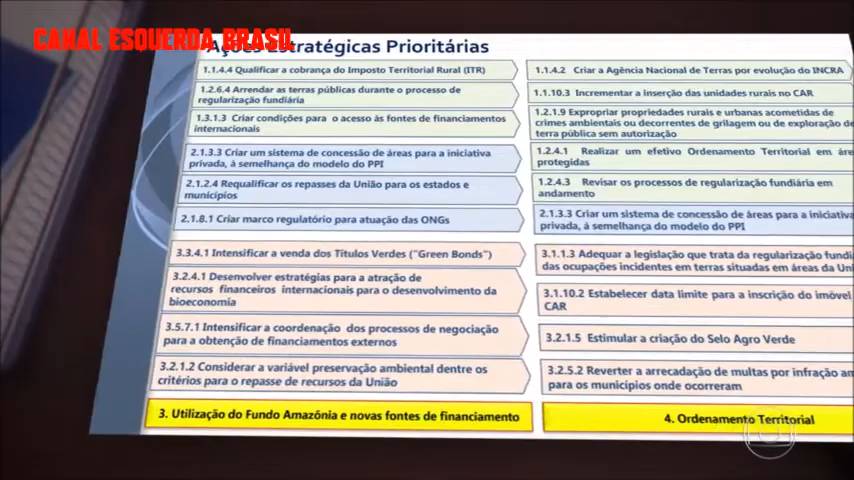 CANAL ESQUERDA BRASIL
Ações Estratégicas Prioritárias
1.1.4.4 Qualificar a cobrança do Imposto Territorial Rural (ITR)
1.2.6.4 Arrendar as terras públicas durante o processo de
regularização fundiária
1.3.1.3 Criar condições para o acesso às fontes de financiamentos
internacionais
2.1.3.3 Criar um sistema de concessão de áreas para a iniciativa
privada, à semelhança do modelo do PPI
2.1.2.4 Requalificar os repasses da União para os estados e
municípios
2.1.8.1 Criar marco regulatório para atuação das ONGs
3.3.4.1 Intensificar a venda dos Títulos Verdes ("Green Bonds")
3.2.4.1 Desenvolver estratégias para a atração de
recursos financeiros internacionais para o desenvolvimento da
bioeconomia
3.5.7.1 Intensificar a coordenação dos processos de negociação
para a obtenção de financiamentos externos
3.2.1.2 Considerar a variável preservação ambiental dentre os
critérios para o repasse de recursos da União
3. Utilização do Fundo Amazônia e novas fontes de financiamento
1.1.4.2 Criar a Agência Nacional de Terras por evolução do INCRA
1.1.10.3 Incrementar a inserção das unidades rurais no CAR
1.2.1.9 Expropriar propriedades rurais e urbanas acometidas de
crimes ambientais ou decorrentes de grilagem ou de exploração de
terra pública sem autorização
1.2.4.1 Realizar um efetivo Ordenamento Territorial em áre
protegidas
1.2.4.3 Revisar os processos de regularização fundiária em
andamento
2.1.3.3 Criar um sistema de concessão de áreas para a iniciativa
privada, à semelhança do modelo do PPI
3.1.1.3 Adequar a legislação que trata da regularização fundi
das ocupações incidentes em terras situadas em áreas da Uni
3.1.10.2 Estabelecer data limite para a inscrição do imóvel
CAR
3.2.1.5 Estimular a criação do Selo Agro Verde
3.2.5.2 Reverter a arrecadação de multas por infração am
para os municípios onde ocorreram
4. Ordenamento Territorial